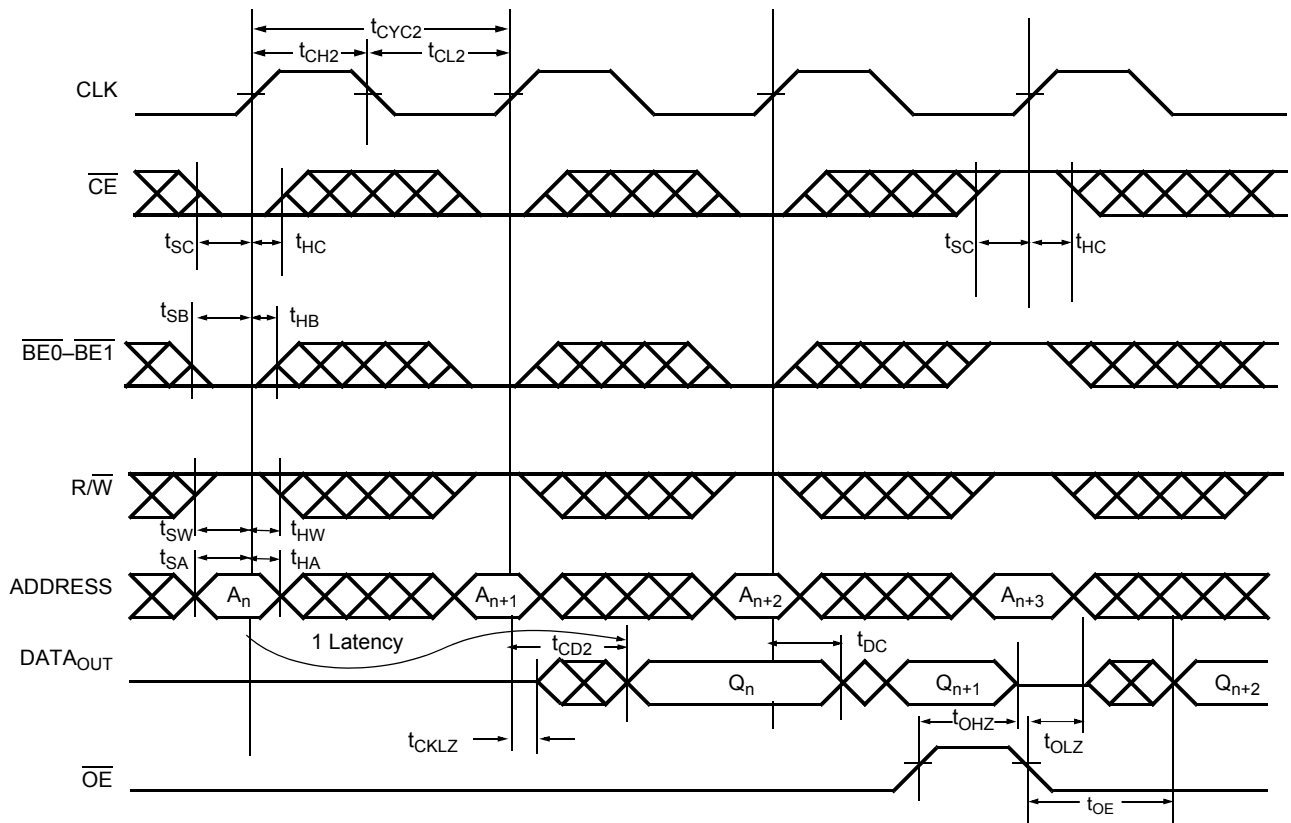 tCYC2
tCH2
tCL2
CLK
CE
tSC
tHC
tSC
tHC
tSB
tHB
BE0–BE1
R/W
tSW
tHW
tSA
tHA
ADDRESS
An
An+1
An+2
An+3
1 Latency
tCD2
tDC
DATAOUT
Qn
Qn+1
Qn+2
tOHZ
tCKLZ
tOLZ
OE
tOE